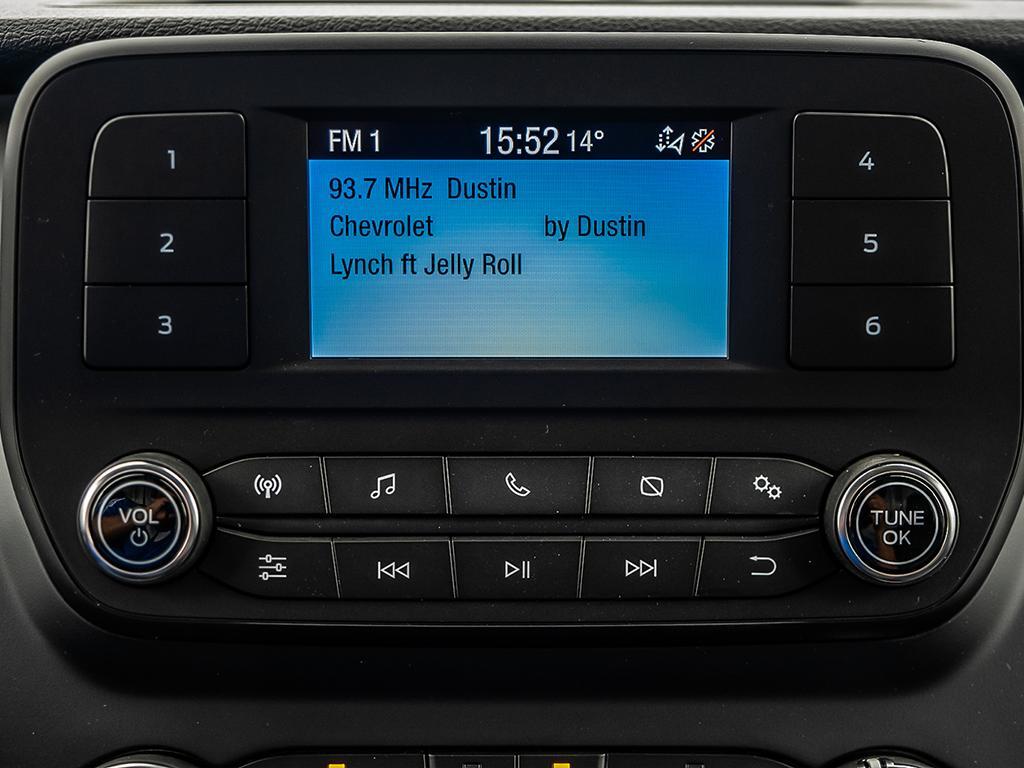 FM 1 15:52 14°
93.7 MHz Dustin
Chevrolet by Dustin
Lynch ft Jelly Roll
1
2
3
4
5
6
VOL
TUNE
OK